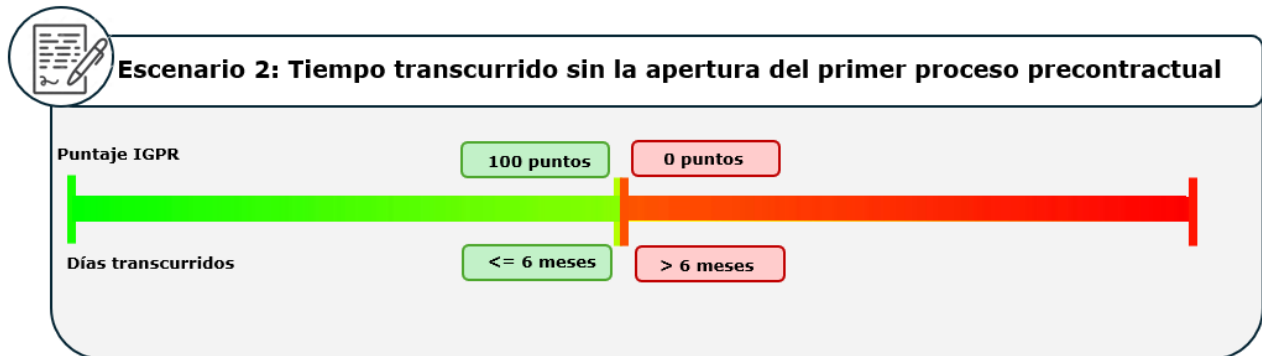 Escenario 2: Tiempo transcurrido sin la apertura del primer proceso precontractual
Puntaje IGPR
100 puntos
0 puntos
Días transcurridos
<= 6 meses
> 6 meses